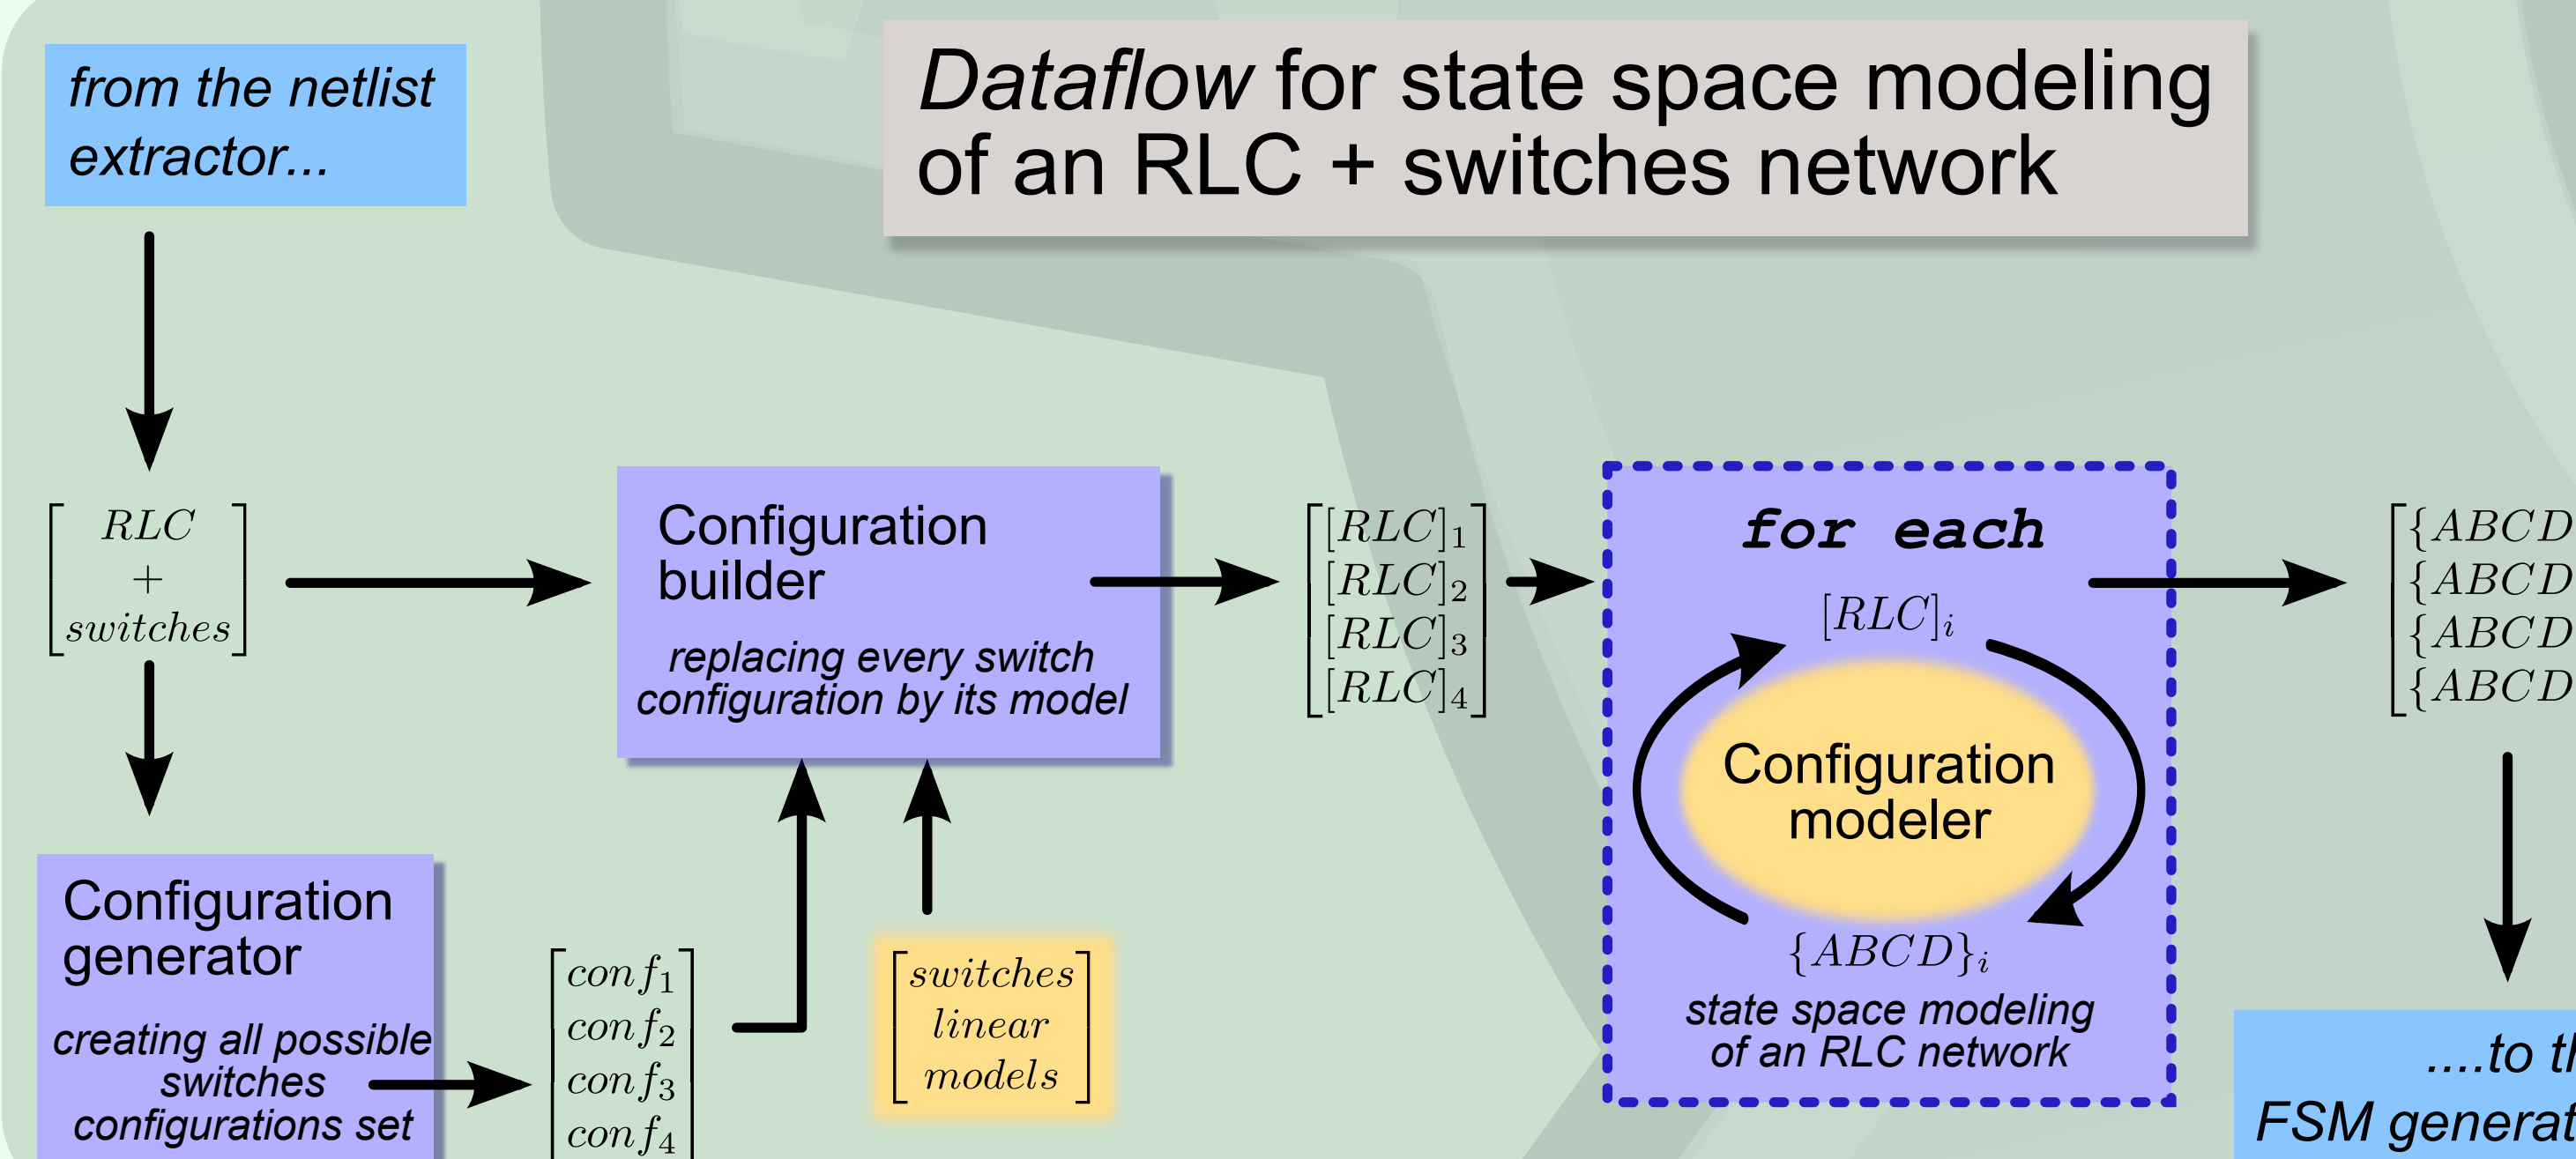 from the netlist
extractor...
Dataflow for state space modeling
of an RLC + switches network
RLC
+
switches
Configuration
builder
replacing every switch
configuration by its model
[RLC]₁
[RLC]₂
[RLC]₃
[RLC]₄
for each
[RLC]ᵢ
Configuration
modeler
{ABCD}ᵢ
state space modeling
of an RLC network
{ABCD
{ABCD
{ABCD
{ABCD
Configuration
generator
creating all possible
switches
configurations set
conf₁
conf₂
conf₃
conf₄
switches
linear
models
....to
FSM